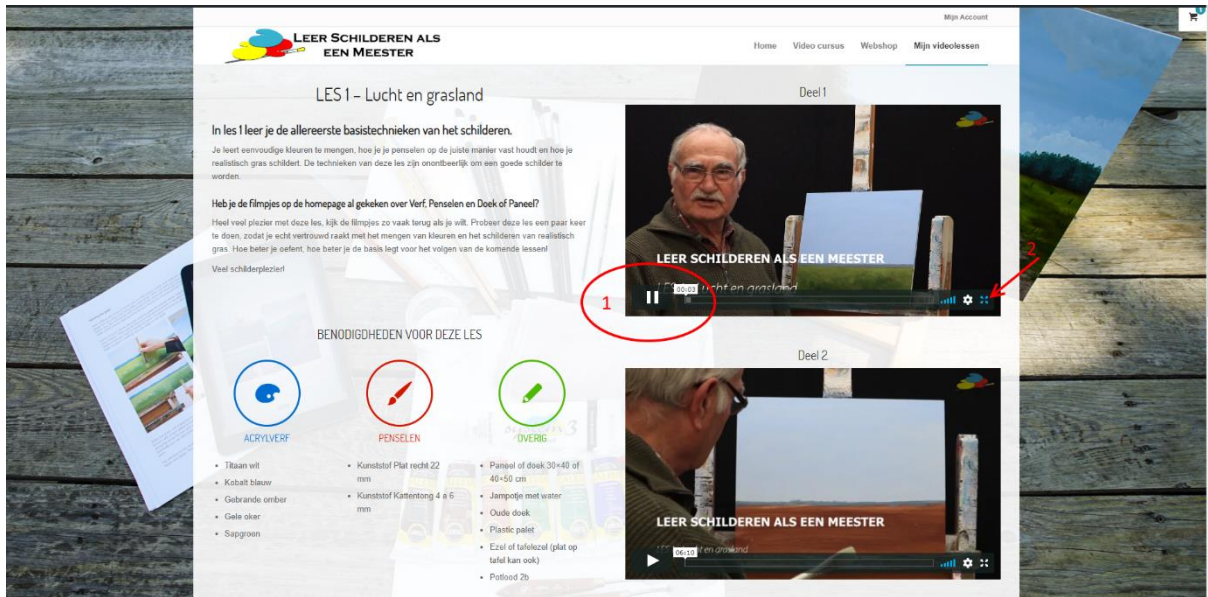 Mijn Account
1
LEER SCHILDEREN ALS
EEN MEESTER
Home Video cursus Webshop Mijn videolessen
LES 1 – Lucht en grasland
In les 1 leer je de allereerste basistechnieken van het schilderen.
Je leert eenvoudige kleuren te mengen, hoe je je penselen op de juiste manier vast houdt en hoe je
realistisch gras schildert. De technieken van deze les zijn onontbeerlijk om een goede schilder te
worden.
Heb je de filmpjes op de homepage al gekeken over Verf, Penselen en Doek of Paneel?
Heel veel plezier met deze les, kijk de filmpjes zo vaak terug als je wilt. Probeer deze les een paar keer
te doen, zodat je echt vertrouwd raakt met het mengen van kleuren en het schilderen van realistisch
gras. Hoe beter je oefent, hoe beter je de basis legt voor het volgen van de komende lessen!
Veel schilderplezier!
BENODIGDHEDEN VOOR DEZE LES
ACRYLVERF
Titaan wit
Kobalt blauw
Gebrande omber
Gele oker
Sapgroen
PENSELEN
Kunststof Plat recht 22
mm
Kunststof Kattentong 4 a 6
mm
OVERIG
Paneel of doek 30×40 of
40×50 cm
Jampotje met water
Oude doek
Plastic palet
Ezel of tafelezel (plat op
tafel kan ook)
Potlood 2b
Deel 1
LEER SCHILDEREN ALS EEN MEESTER
Lucht en grasland
00:03
1
2
Deel 2
LEER SCHILDEREN ALS EEN MEESTER
LES en grasland
06:10